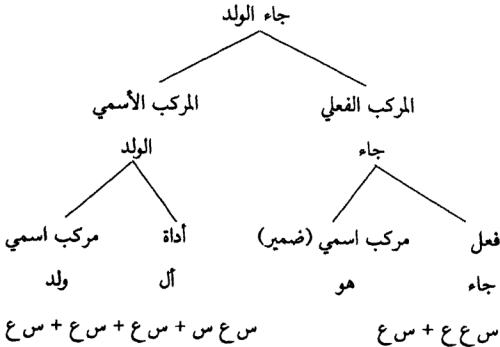 جاء الولد
المركب الفعلي المركب الأسمي
جاء الولد
فعل مركب اسمي (ضمير) أداة مركب اسمي
جاء هو أل ولد
س ع ع + س ع س ع س + س ع + س ع + س ع